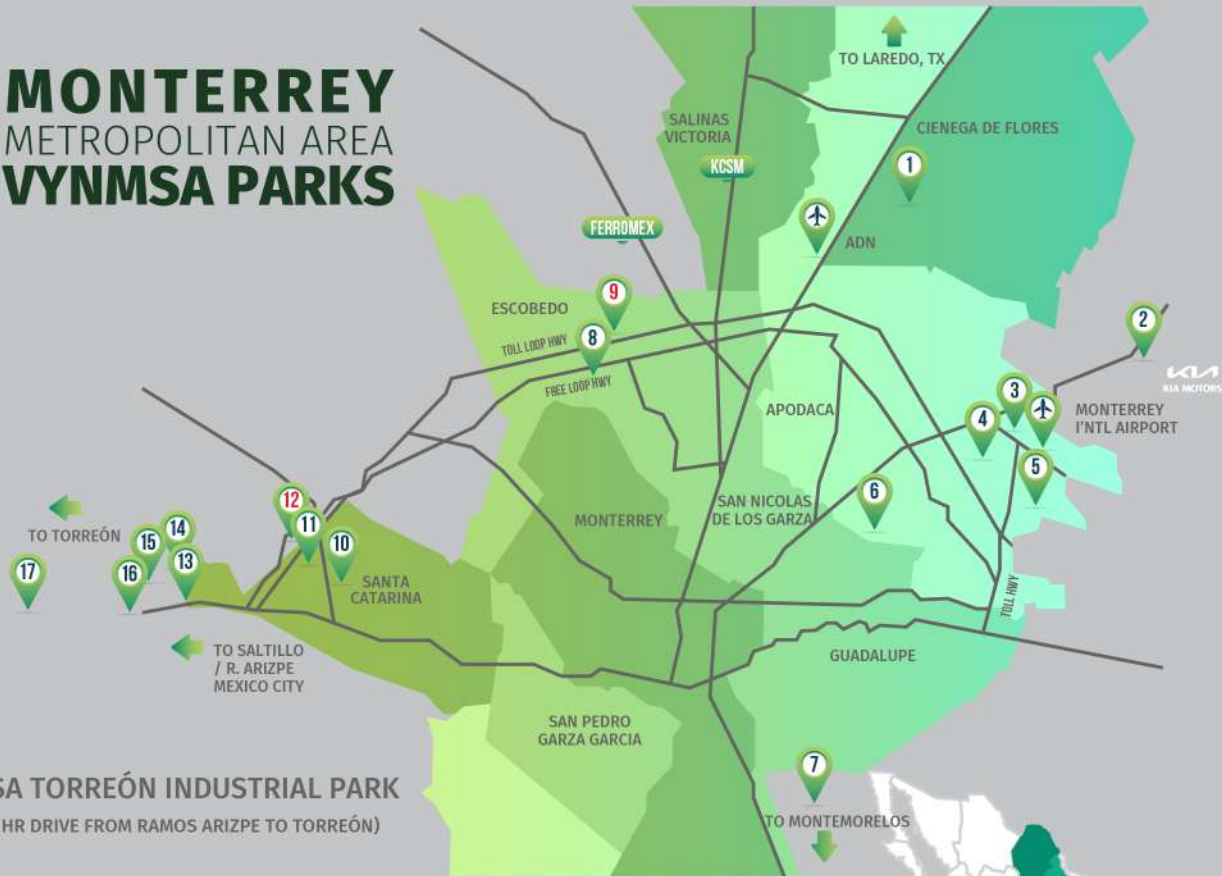 MONTERREY
METROPOLITAN AREA
VYNMSA PARKS
TO LAREDO, TX
SALINAS
VICTORIA
CIENEGA DE FLORES
KCSM
1
FERROMEX
ADN
9
ESCOBEDO
8
TOLL LOOP HWY
FREE LOOP HWY
2
KIA
KIA MOTORS
3
APODACA
4
MONTERREY
I'NTL AIRPORT
5
6
SAN NICOLAS
DE LOS GARZA
MONTERREY
12
11
10
TO TORREÓN
14
15
13
16
17
SANTA
CATARINA
TOLL HWY
TO SALTILLO
/ R. ARIZPE
MEXICO CITY
GUADALUPE
SAN PEDRO
GARZA GARCIA
7
TO MONTEMORELOS
SA TORREÓN INDUSTRIAL PARK
HR DRIVE FROM RAMOS ARIZPE TO TORREÓN)